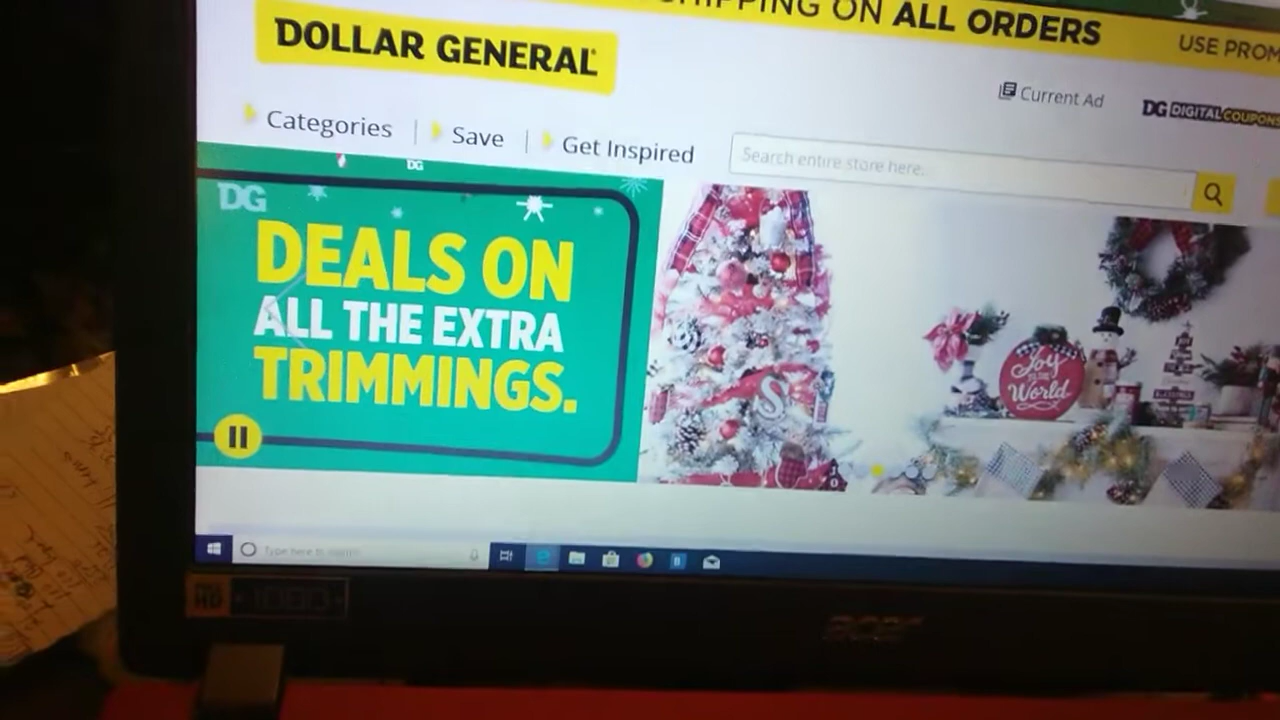 SHIPPING ON ALL ORDERS
USE PROM
DOLLAR GENERAL
Current Ad
DG DIGITAL COUPONS
Categories
Save
Get Inspired
Search entire store here.
DG
DG
DEALS ON
ALL THE EXTRA
TRIMMINGS.
S
Joy
TO THE
World
Type here to search
acer